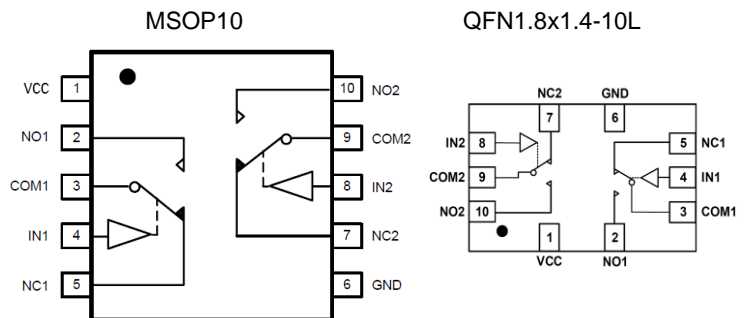 MSOP10
QFN1.8x1.4-10L
VCC 1
10 NO2
NO1 2
9 COM2
COM1 3
8 IN2
IN1 4
7 NC2
NC1 5
6 GND
NC2 GND
7 6
IN2 8
5 NC1
COM2 9
4 IN1
NO2 10
3 COM1
1 2
VCC NO1